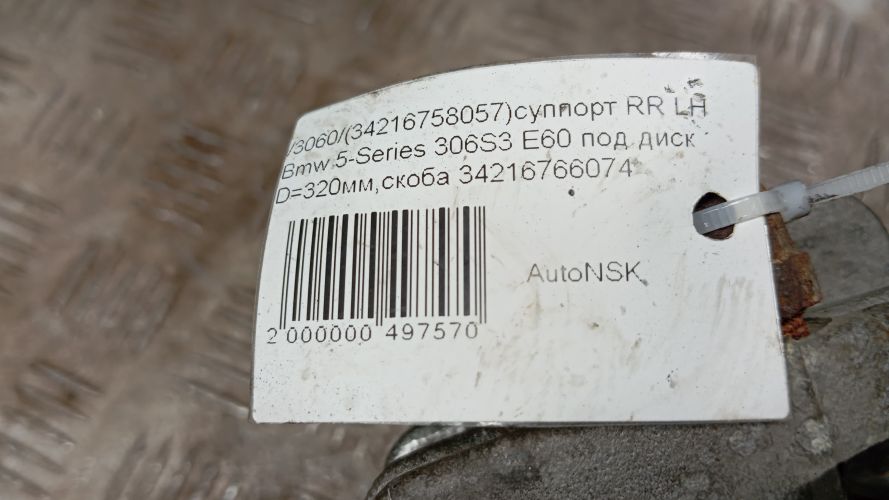 /3060/(34216758057)суппорт RR LH
Bmw 5-Series 306S3 E60 под диск
D=320мм,скоба 34216766074
AutoNSK
2 000000 497570